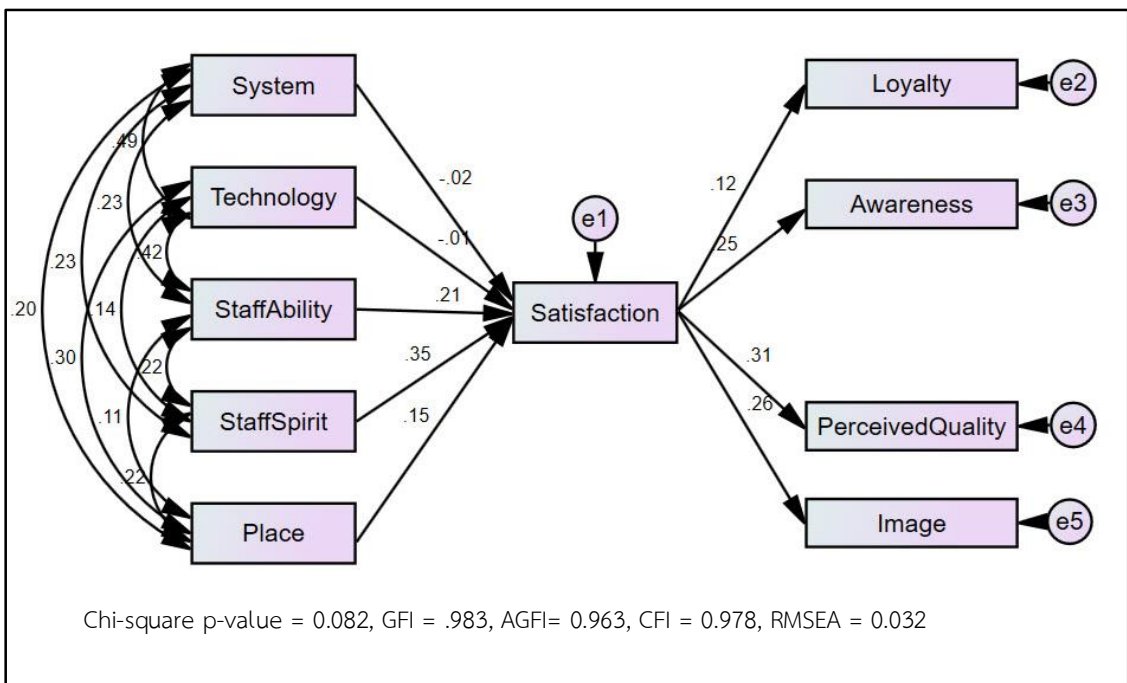 System
Technology
StaffAbility
StaffSpirit
Place
.49
.23
.42
.23
.20
.14
.30
.22
.11
.22
-.02
-.01
.21
.35
.15
e1
Satisfaction
.12
.25
.31
.26
Loyalty
e2
Awareness
e3
PerceivedQuality
e4
Image
e5
Chi-square p-value = 0.082, GFI = .983, AGFI= 0.963, CFI = 0.978, RMSEA = 0.032